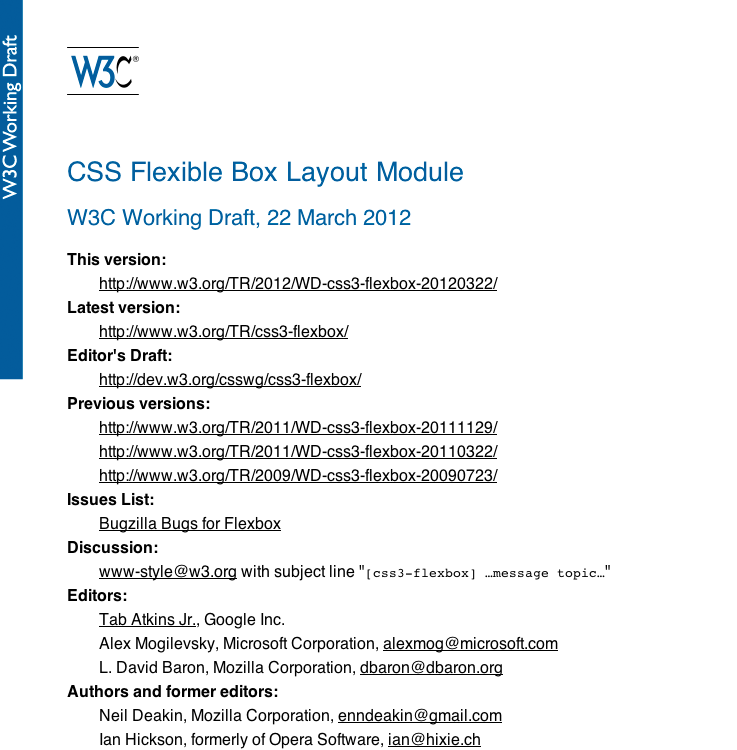 W3C Working Draft
W3C®
CSS Flexible Box Layout Module
W3C Working Draft, 22 March 2012
This version:
http://www.w3.org/TR/2012/WD-css3-flexbox-20120322/
Latest version:
http://www.w3.org/TR/css3-flexbox/
Editor's Draft:
http://dev.w3.org/csswg/css3-flexbox/
Previous versions:
http://www.w3.org/TR/2011/WD-css3-flexbox-20111129/
http://www.w3.org/TR/2011/WD-css3-flexbox-20110322/
http://www.w3.org/TR/2009/WD-css3-flexbox-20090723/
Issues List:
Bugzilla Bugs for Flexbox
Discussion:
www-style@w3.org with subject line "[css3-flexbox] …message topic…"
Editors:
Tab Atkins Jr., Google Inc.
Alex Mogilevsky, Microsoft Corporation, alexmog@microsoft.com
L. David Baron, Mozilla Corporation, dbaron@dbaron.org
Authors and former editors:
Neil Deakin, Mozilla Corporation, enndeakin@gmail.com
Ian Hickson, formerly of Opera Software, ian@hixie.ch